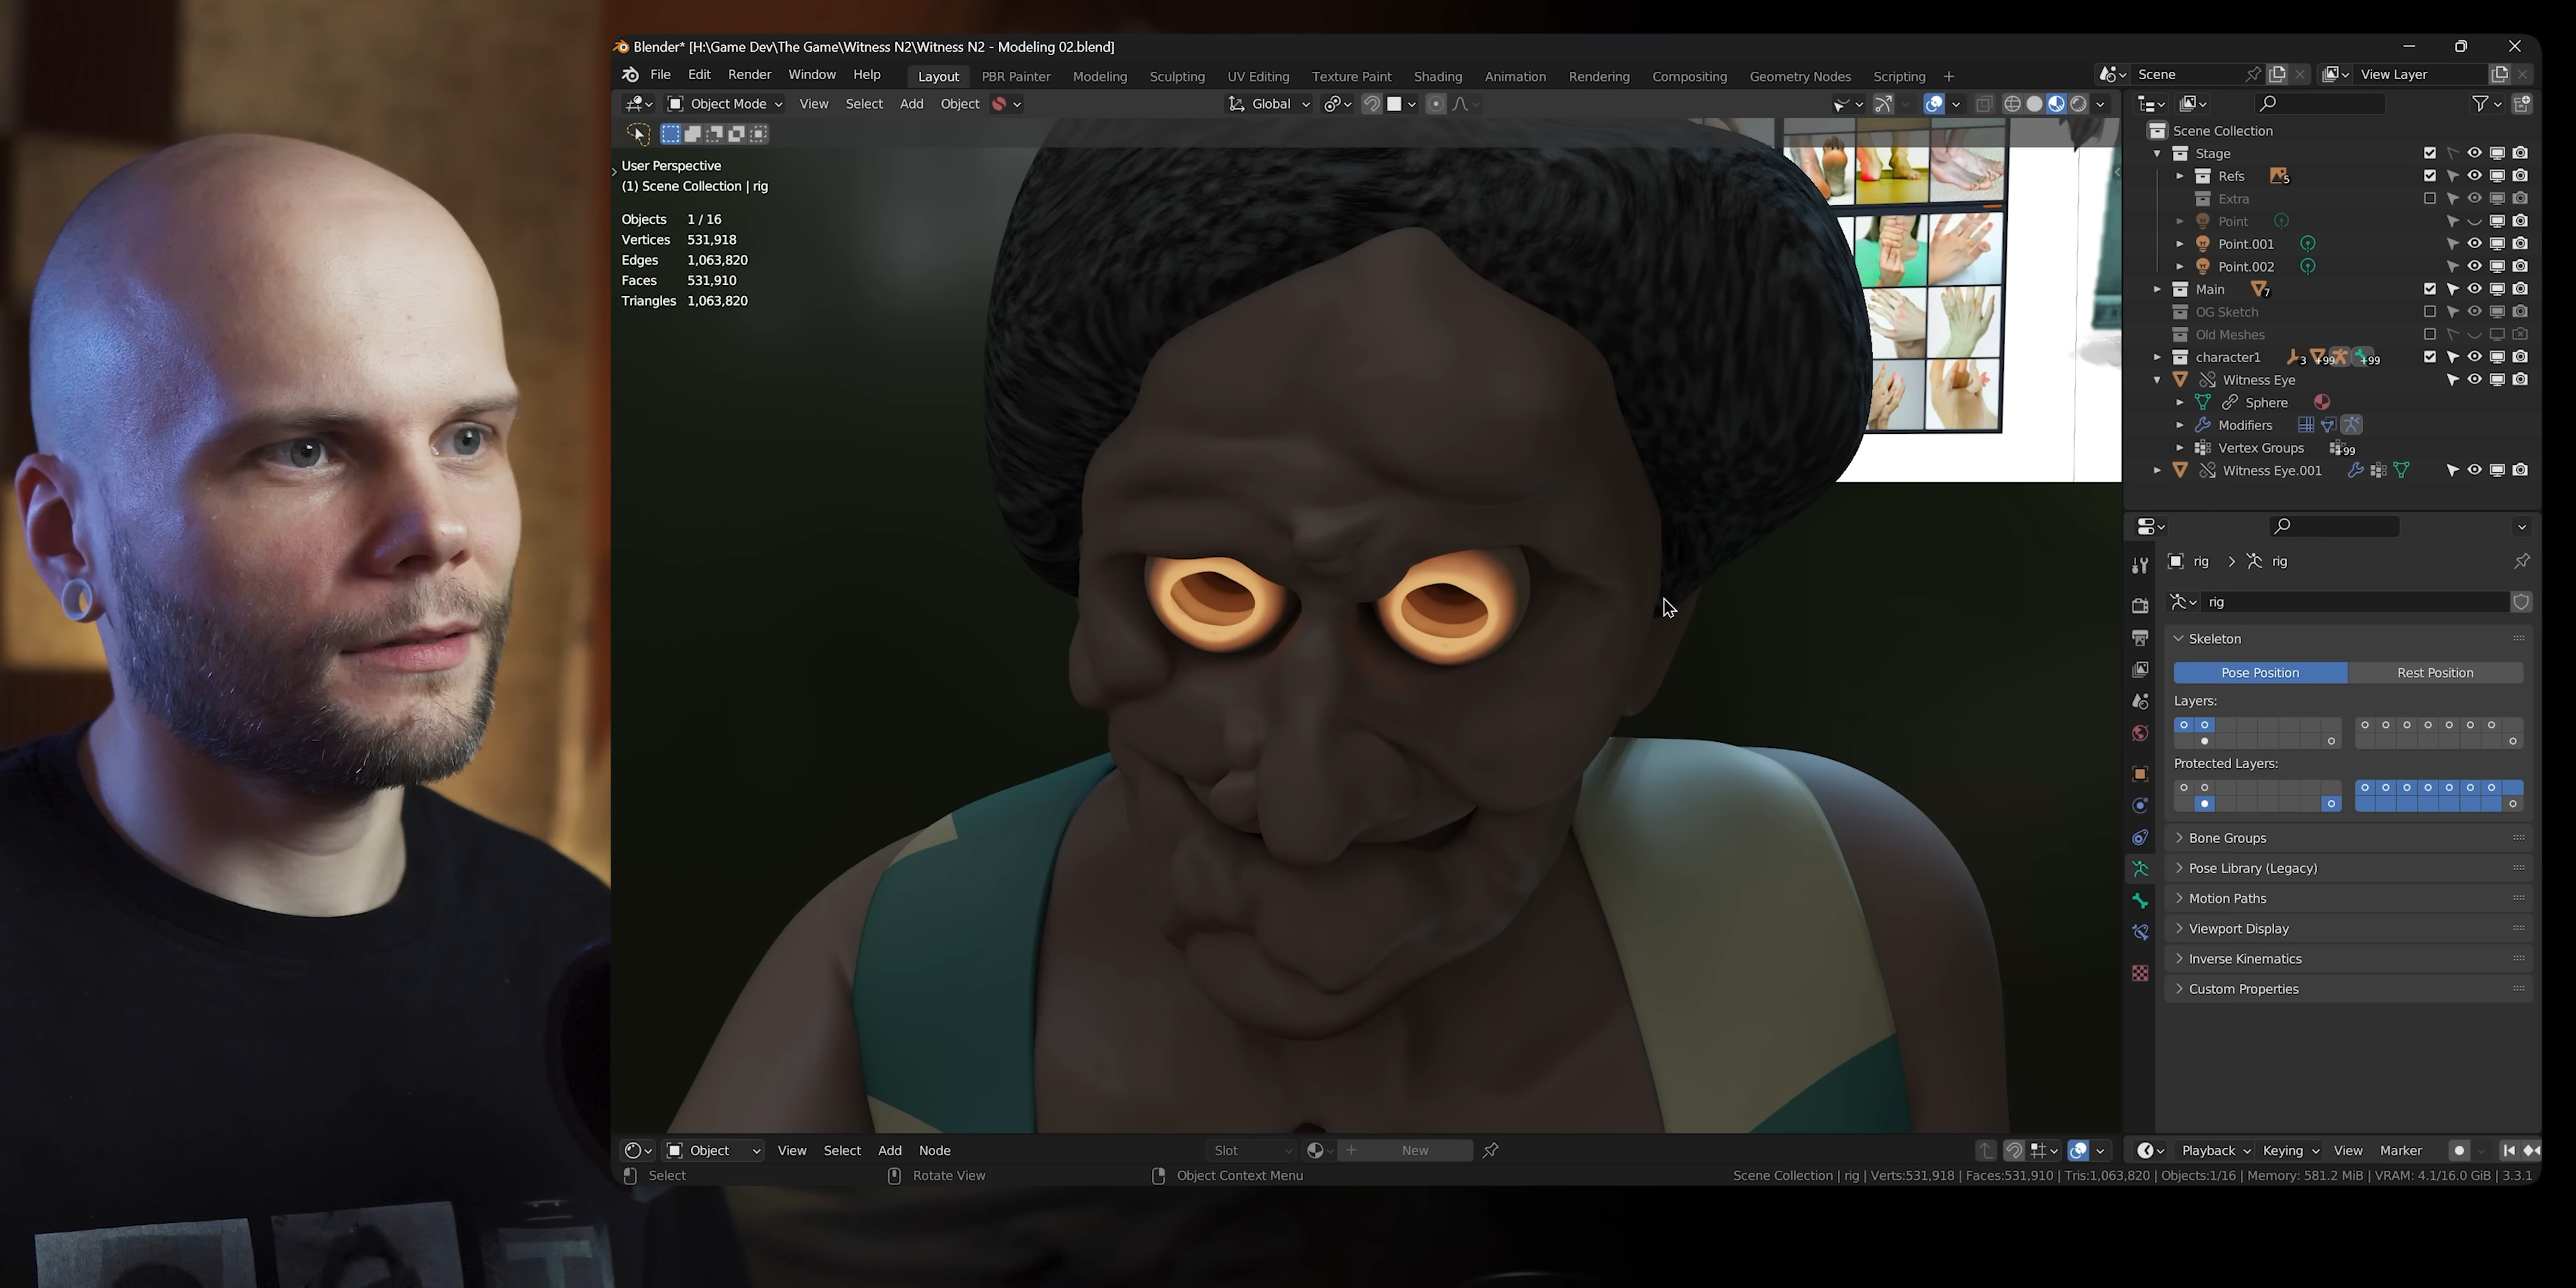 Blender* [H:\Game Dev\The Game\Witness N2\Witness N2 - Modeling 02.blend]
File Edit Render Window Help Layout PBR Painter Modeling Sculpting UV Editing Texture Paint Shading Animation Rendering Compositing Geometry Nodes Scripting + Scene View Layer
Object Mode View Select Add Object Global
User Perspective
(1) Scene Collection | rig
Objects 1 / 16
Vertices 531,918
Edges 1,063,820
Faces 531,910
Triangles 1,063,820
Scene Collection
Stage
Refs 5
Extra
Point
Point.001
Point.002
Main 7
OG Sketch
Old Meshes
character1 3 +99 +99
Witness Eye
Sphere
Modifiers
Vertex Groups +99
Witness Eye.001
rig > rig
rig
Skeleton
Pose Position Rest Position
Layers:
Protected Layers:
Bone Groups
Pose Library (Legacy)
Motion Paths
Viewport Display
Inverse Kinematics
Custom Properties
Object View Select Add Node Slot New Playback Keying View Marker
Select Rotate View Object Context Menu Scene Collection | rig | Verts:531,918 | Faces:531,910 | Tris:1,063,820 | Objects:1/16 | Memory: 581.2 MiB | VRAM: 4.1/16.0 GiB | 3.3.1